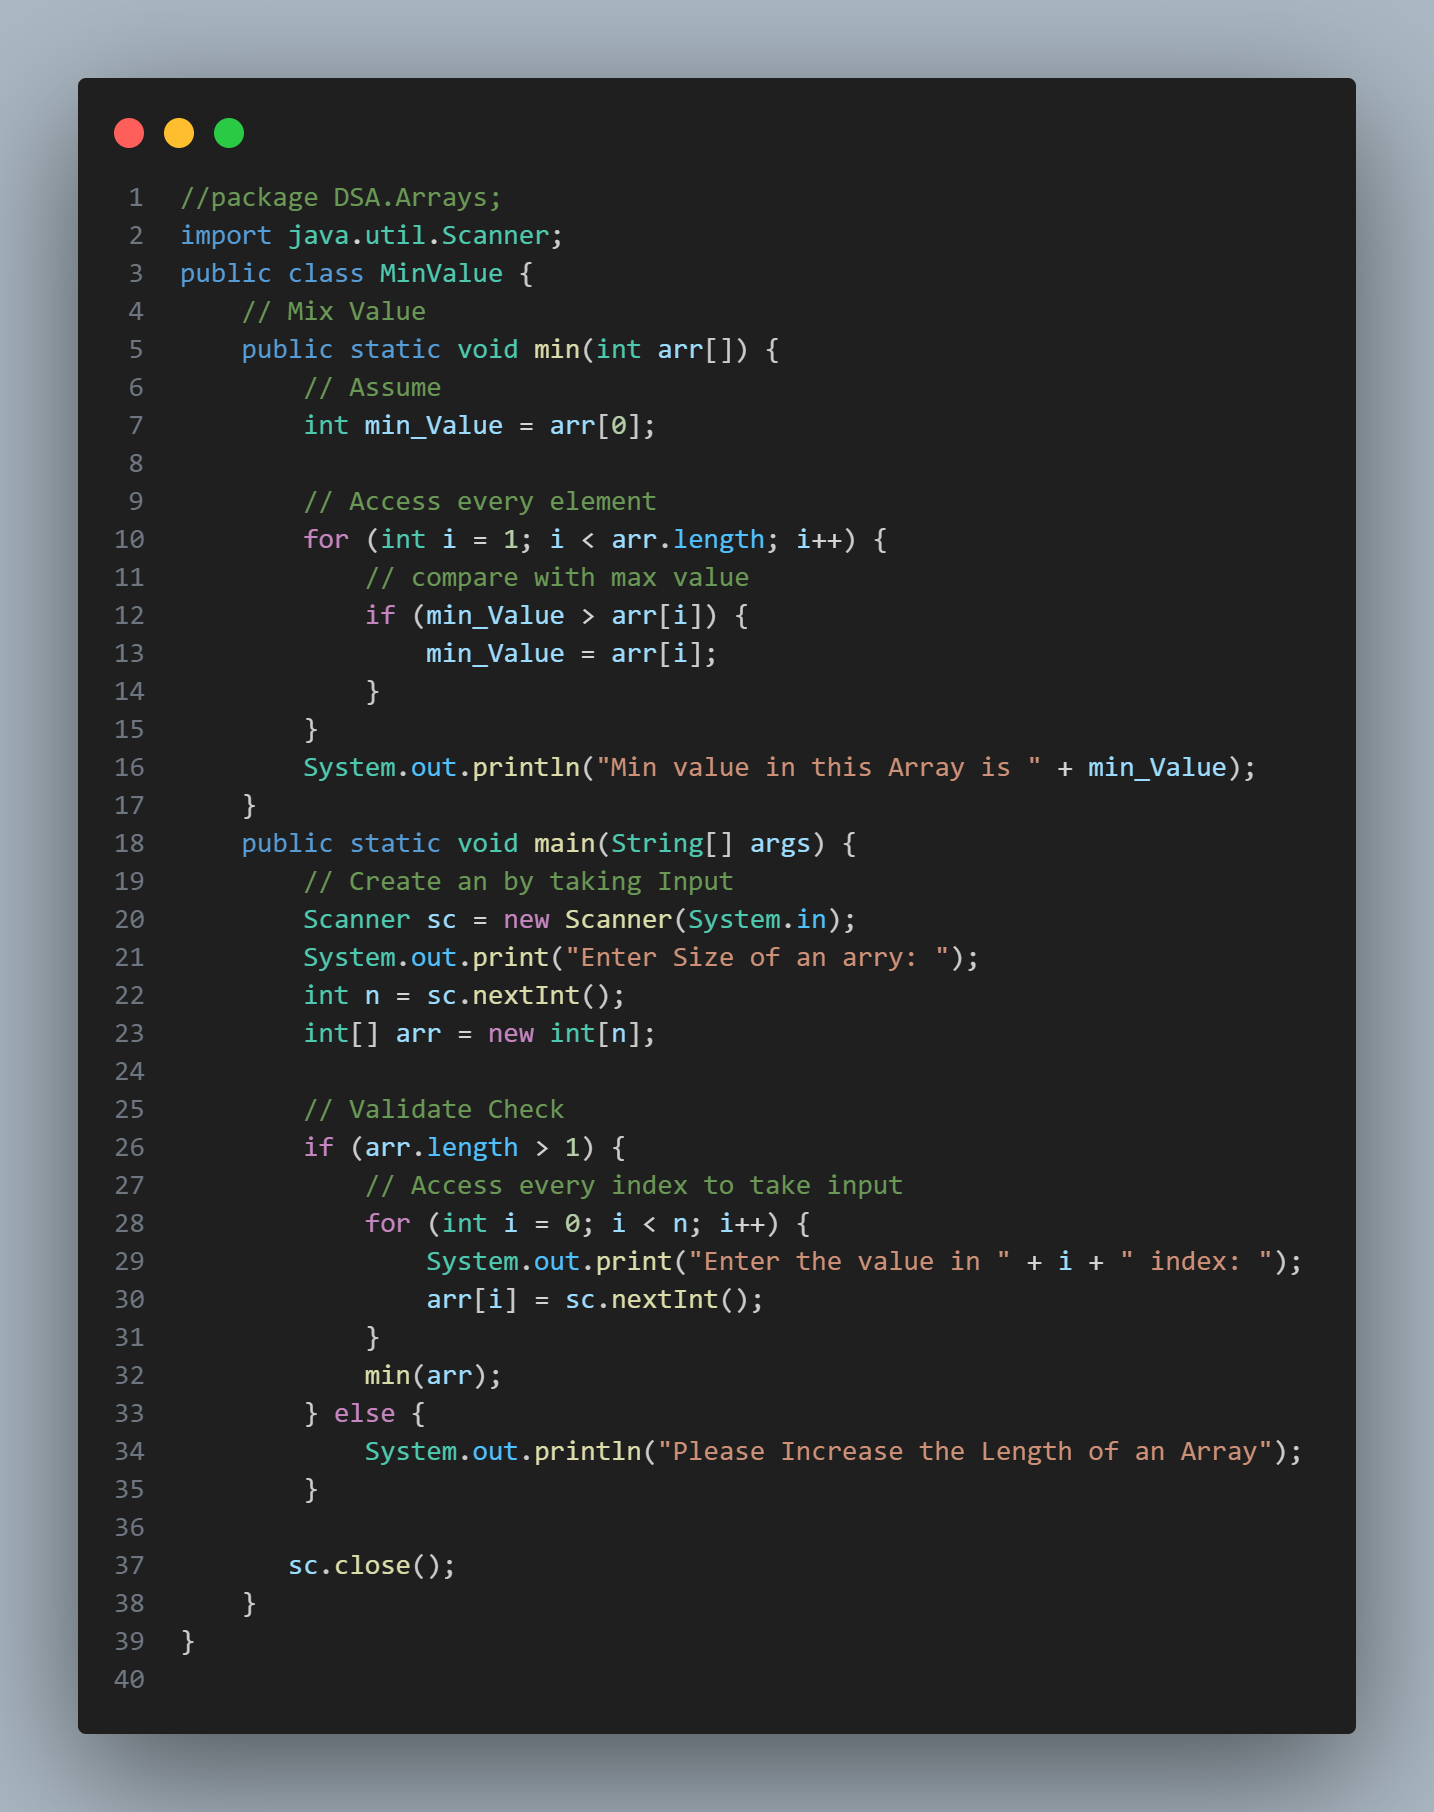 1 //package DSA.Arrays;
2 import java.util.Scanner;
3 public class MinValue {
4     // Mix Value
5     public static void min(int arr[]) {
6         // Assume
7         int min_Value = arr[0];
8
9         // Access every element
10         for (int i = 1; i < arr.length; i++) {
11             // compare with max value
12             if (min_Value > arr[i]) {
13                 min_Value = arr[i];
14             }
15         }
16         System.out.println("Min value in this Array is " + min_Value);
17     }
18     public static void main(String[] args) {
19         // Create an by taking Input
20         Scanner sc = new Scanner(System.in);
21         System.out.print("Enter Size of an arry: ");
22         int n = sc.nextInt();
23         int[] arr = new int[n];
24
25         // Validate Check
26         if (arr.length > 1) {
27             // Access every index to take input
28             for (int i = 0; i < n; i++) {
29                 System.out.print("Enter the value in " + i + " index: ");
30                 arr[i] = sc.nextInt();
31             }
32             min(arr);
33         } else {
34             System.out.println("Please Increase the Length of an Array");
35         }
36
37        sc.close();
38     }
39 }
40